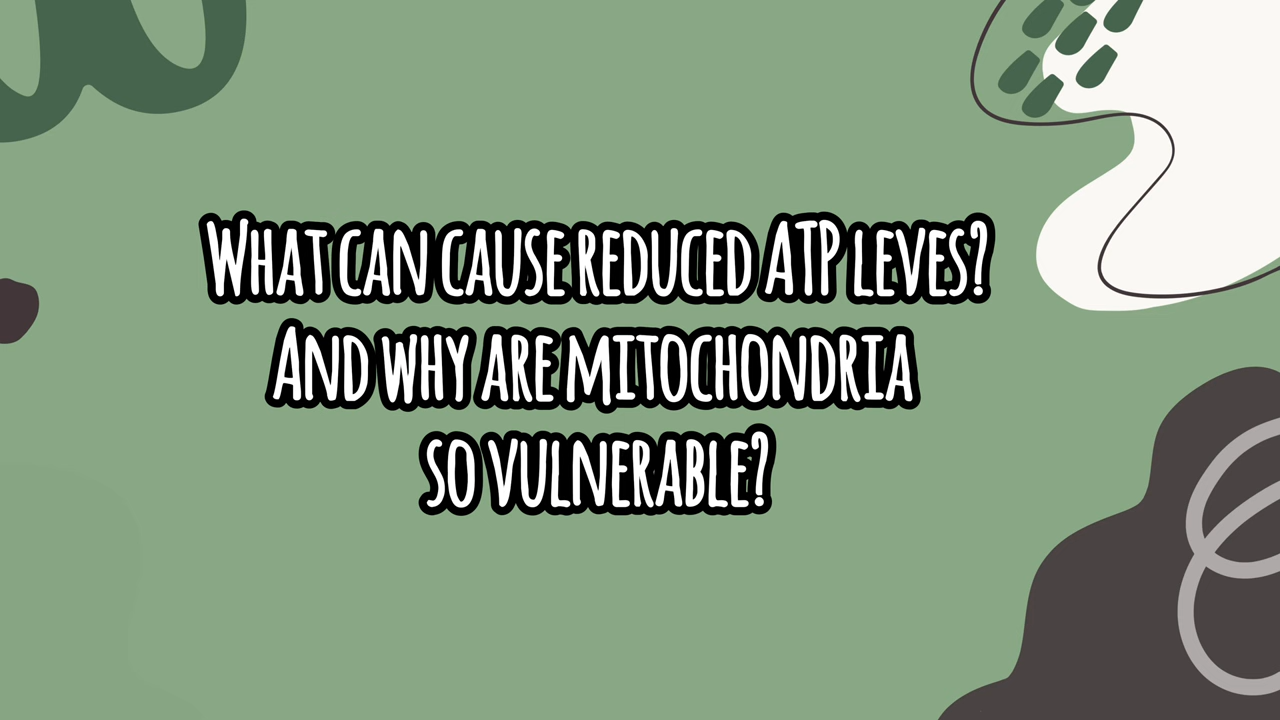 What can cause reduced ATP leves?
And why are mitochondria
so vulnerable?